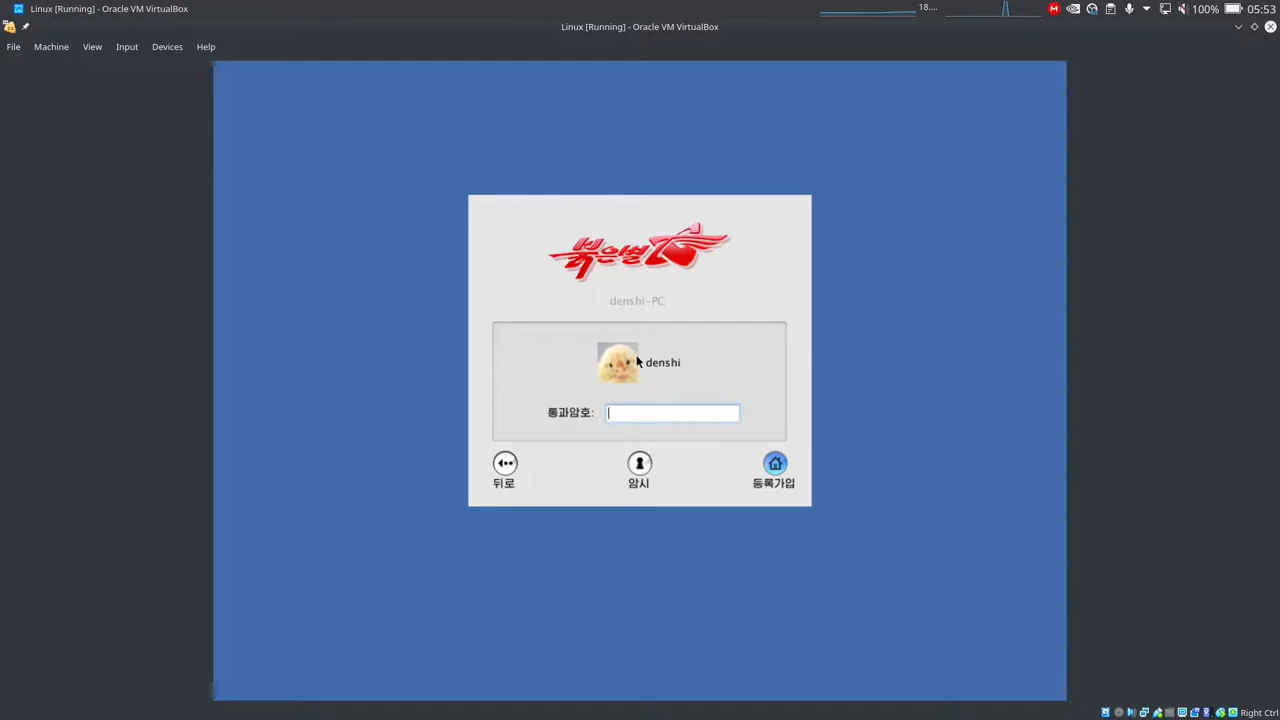 Linux [Running] - Oracle VM VirtualBox
18....
100%
05:53
Linux [Running] - Oracle VM VirtualBox
File Machine View Input Devices Help
붉은별
denshi-PC
denshi
통과암호:
뒤로
암시
등록가입
Right Ctrl